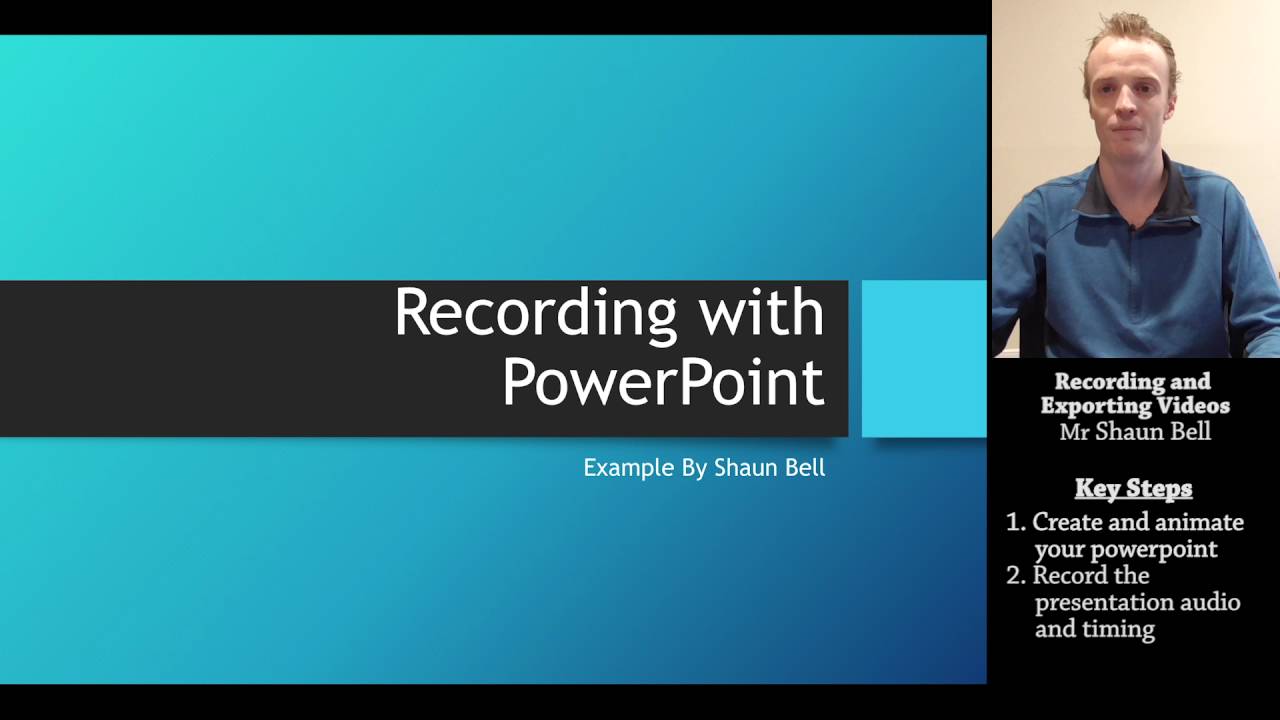 Recording with
PowerPoint
Example By Shaun Bell
Recording and
Exporting Videos
Mr Shaun Bell
Key Steps
1. Create and animate
your powerpoint
2. Record the
presentation audio
and timing